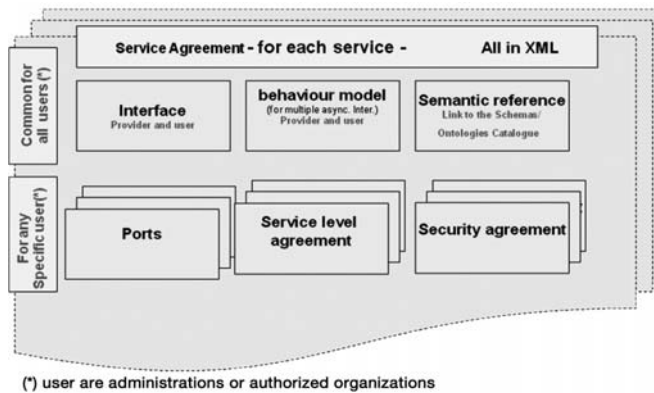 Service Agreement - for each service - All in XML
Common for
all users (*)
Interface
Provider and user
behaviour model
(for multiple async. Inter.)
Provider and user
Semantic reference
Link to the Schemas/
Ontologies Catalogue
For any
Specific user(*)
Ports
Service level
agreement
Security agreement
(*) user are administrations or authorized organizations